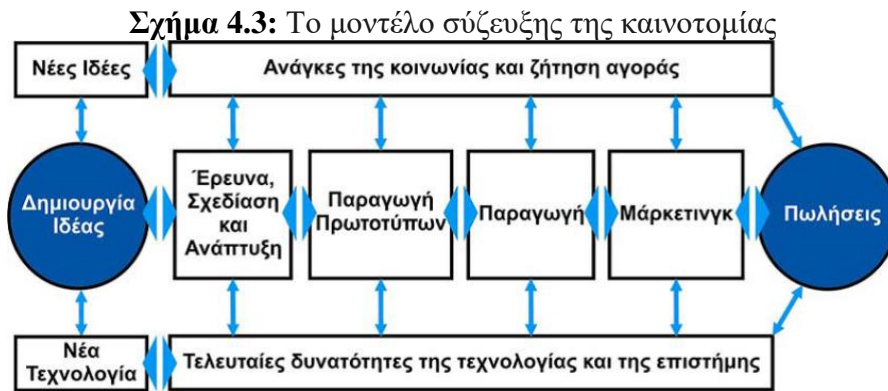 Σχήμα 4.3: Το μοντέλο σύζευξης της καινοτομίας
Νέες Ιδέες
Ανάγκες της κοινωνίας και ζήτηση αγοράς
Δημιουργία
Ιδέας
Έρευνα,
Σχεδίαση
και
Ανάπτυξη
Παραγωγή
Πρωτοτύπων
Παραγωγή
Μάρκετινγκ
Πωλήσεις
Νέα
Τεχνολογία
Τελευταίες δυνατότητες της τεχνολογίας και της επιστήμης